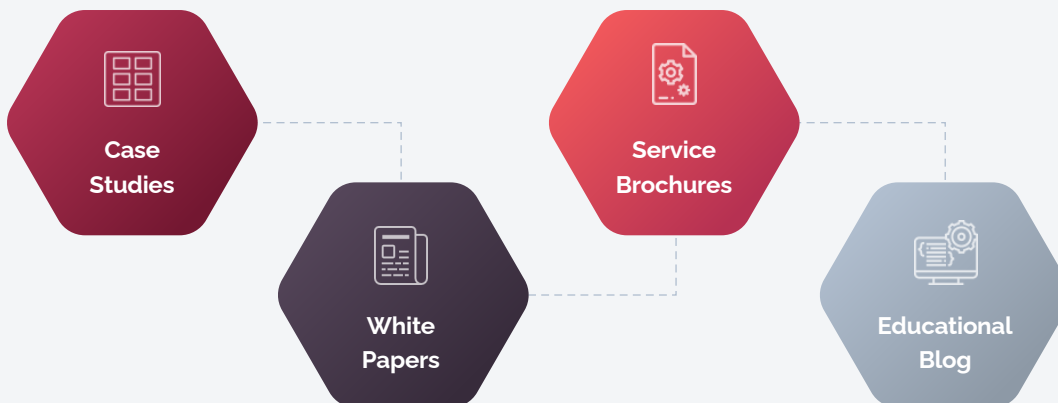 Case
Studies
White
Papers
Service
Brochures
Educational
Blog